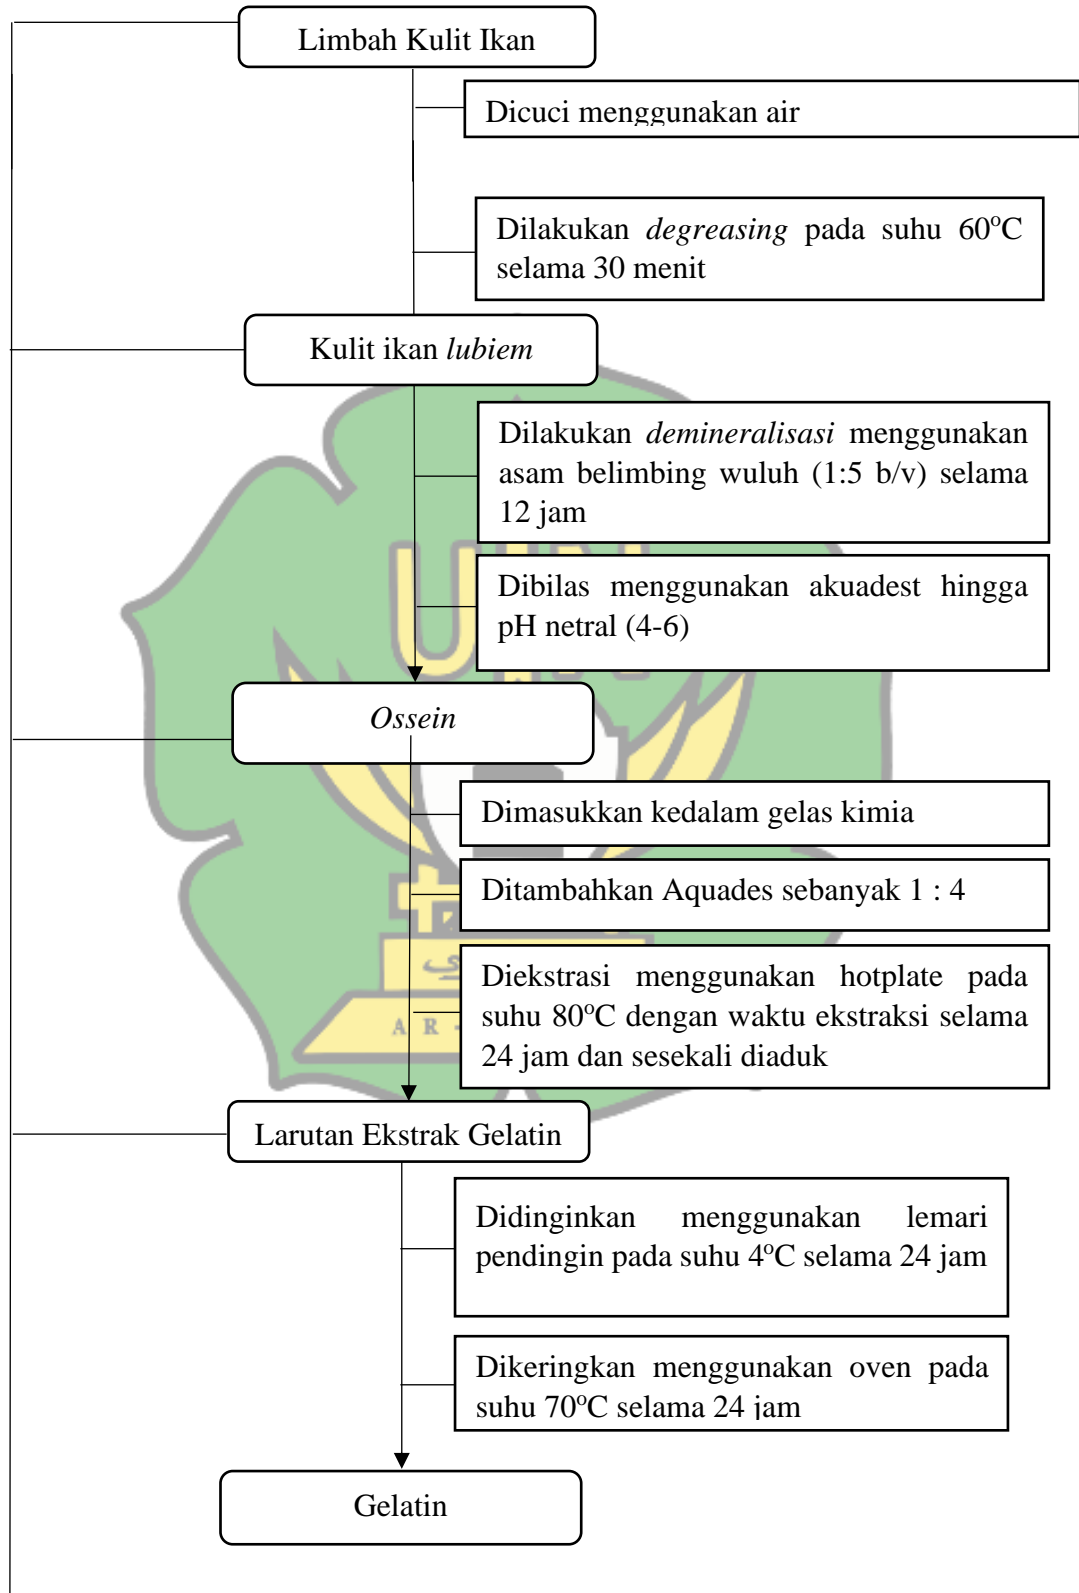 Limbah Kulit Ikan
Dicuci menggunakan air
Dilakukan degreasing pada suhu 60°C
selama 30 menit
Kulit ikan lubiem
Dilakukan demineralisasi menggunakan
asam belimbing wuluh (1:5 b/v) selama
12 jam
Dibilas menggunakan akuadest hingga
pH netral (4-6)
Ossein
Dimasukkan kedalam gelas kimia
Ditambahkan Aquades sebanyak 1 : 4
Diekstrasi menggunakan hotplate pada
suhu 80°C dengan waktu ekstraksi selama
24 jam dan sesekali diaduk
A R -
Larutan Ekstrak Gelatin
Didinginkan menggunakan lemari
pendingin pada suhu 4°C selama 24 jam
Dikeringkan menggunakan oven pada
suhu 70°C selama 24 jam
Gelatin